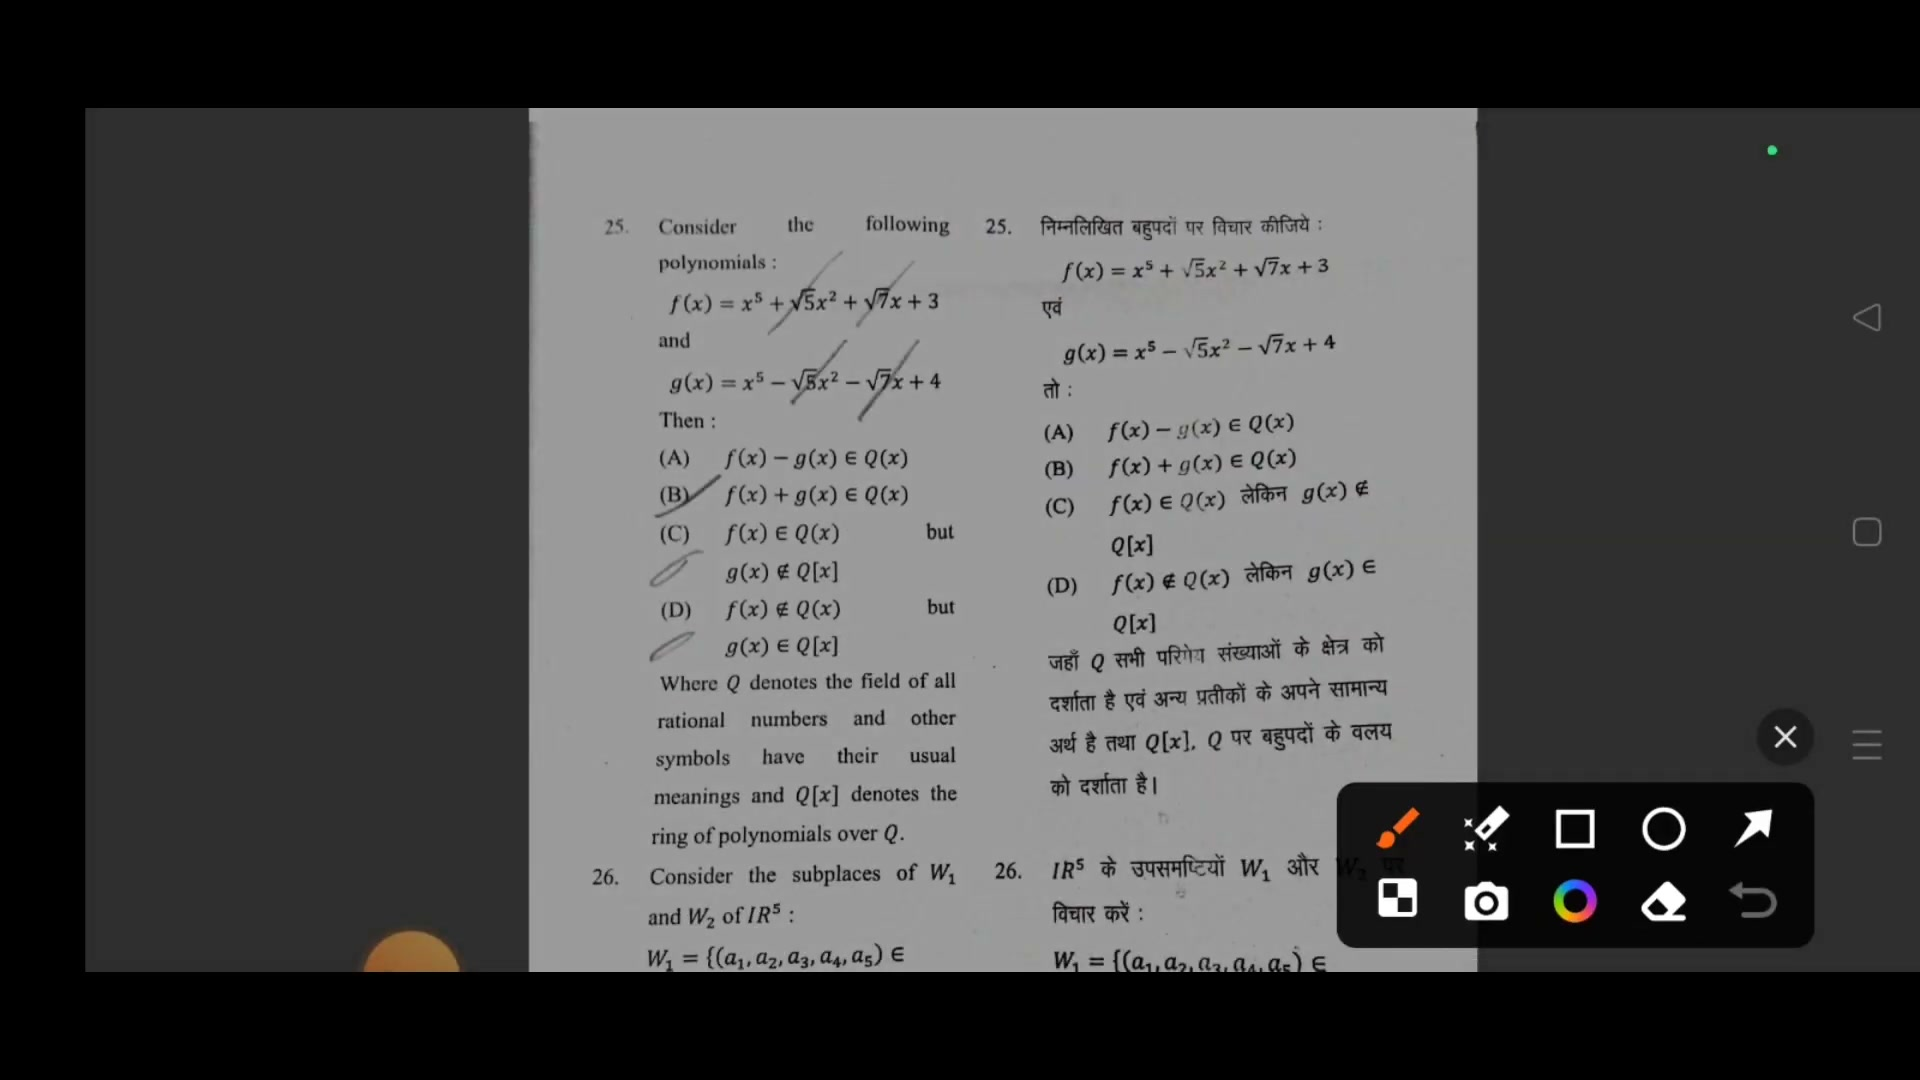 25. Consider the following
polynomials :
f(x) = x⁵ + √5x² + √7x + 3
and
g(x) = x⁵ − √5x² − √7x + 4
Then :
(A) f(x) − g(x) ∈ Q(x)
(B) f(x) + g(x) ∈ Q(x)
(C) f(x) ∈ Q(x) but
g(x) ∉ Q[x]
(D) f(x) ∉ Q(x) but
g(x) ∈ Q[x]
Where Q denotes the field of all
rational numbers and other
symbols have their usual
meanings and Q[x] denotes the
ring of polynomials over Q.
26. Consider the subplaces of W₁
and W₂ of IR⁵ :
W₁ = {(a₁, a₂, a₃, a₄, a₅) ∈
25. निम्नलिखित बहुपदों पर विचार कीजिये :
f(x) = x⁵ + √5x² + √7x + 3
एवं
g(x) = x⁵ − √5x² − √7x + 4
तो :
(A) f(x) − g(x) ∈ Q(x)
(B) f(x) + g(x) ∈ Q(x)
(C) f(x) ∈ Q(x) लेकिन g(x) ∉
Q[x]
(D) f(x) ∉ Q(x) लेकिन g(x) ∈
Q[x]
जहाँ Q सभी परिमेय संख्याओं के क्षेत्र को
दर्शाता है एवं अन्य प्रतीकों के अपने सामान्य
अर्थ है तथा Q[x], Q पर बहुपदों के वलय
को दर्शाता है।
26. IR⁵ के उपसमष्टियों W₁ और W₂ पर
विचार करें :
W₁ = {(a₁, a₂, a₃, a₄, a₅) ∈